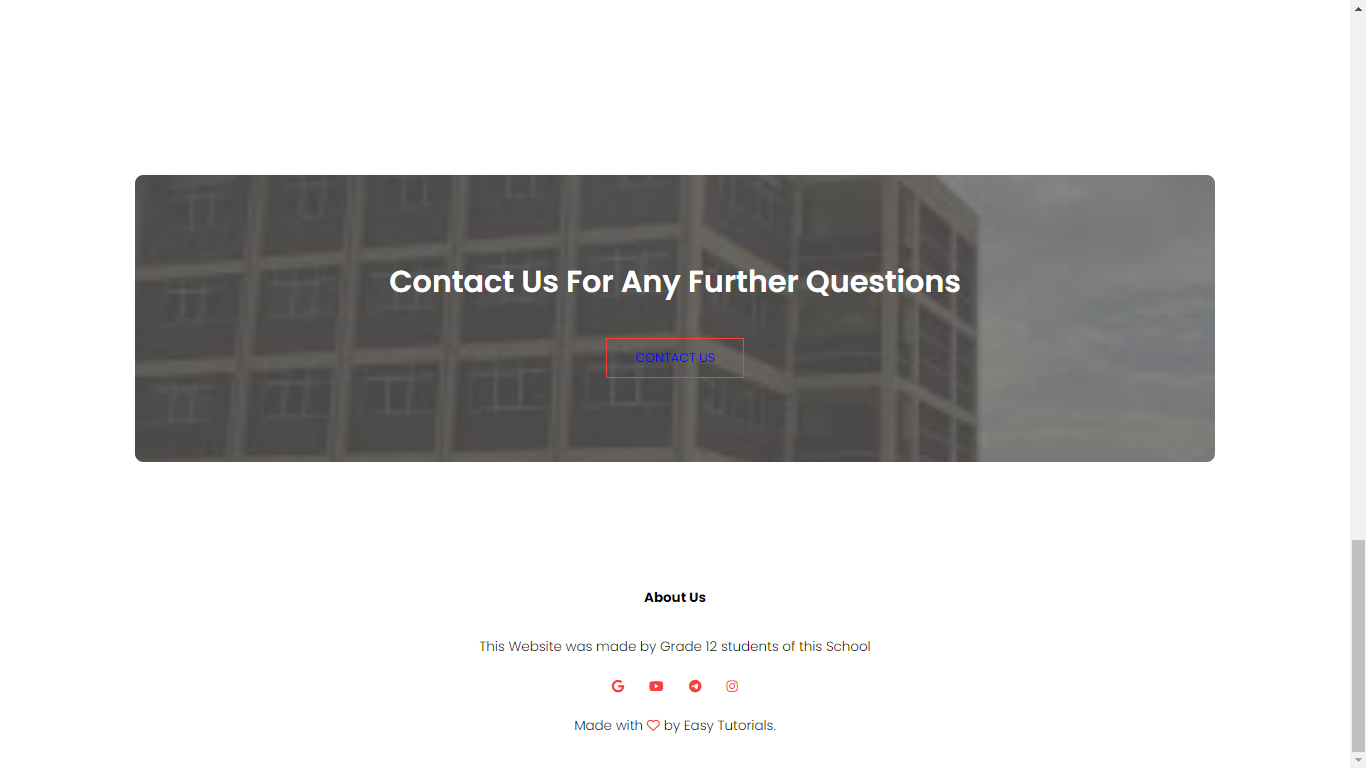 Contact Us For Any Further Questions
CONTACT US
About Us
This Website was made by Grade 12 students of this School
Made with by Easy Tutorials.